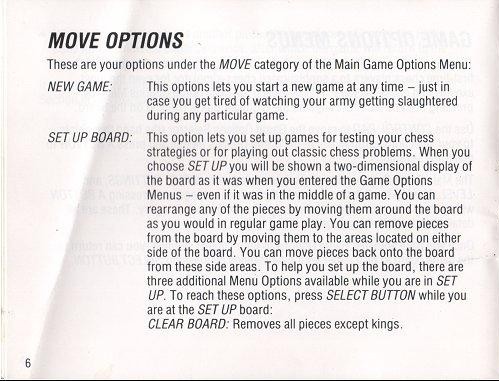 MOVE OPTIONS
These are your options under the MOVE category of the Main Game Options Menu:
NEW GAME: This options lets you start a new game at any time – just in
case you get tired of watching your army getting slaughtered
during any particular game.
SET UP BOARD: This option lets you set up games for testing your chess
strategies or for playing out classic chess problems. When you
choose SET UP you will be shown a two-dimensional display of
the board as it was when you entered the Game Options
Menus – even if it was in the middle of a game. You can
rearrange any of the pieces by moving them around the board
as you would in regular game play. You can remove pieces
from the board by moving them to the areas located on either
side of the board. You can move pieces back onto the board
from these side areas. To help you set up the board, there are
three additional Menu Options available while you are in SET
UP. To reach these options, press SELECT BUTTON while you
are at the SET UP board:
CLEAR BOARD: Removes all pieces except kings.
6